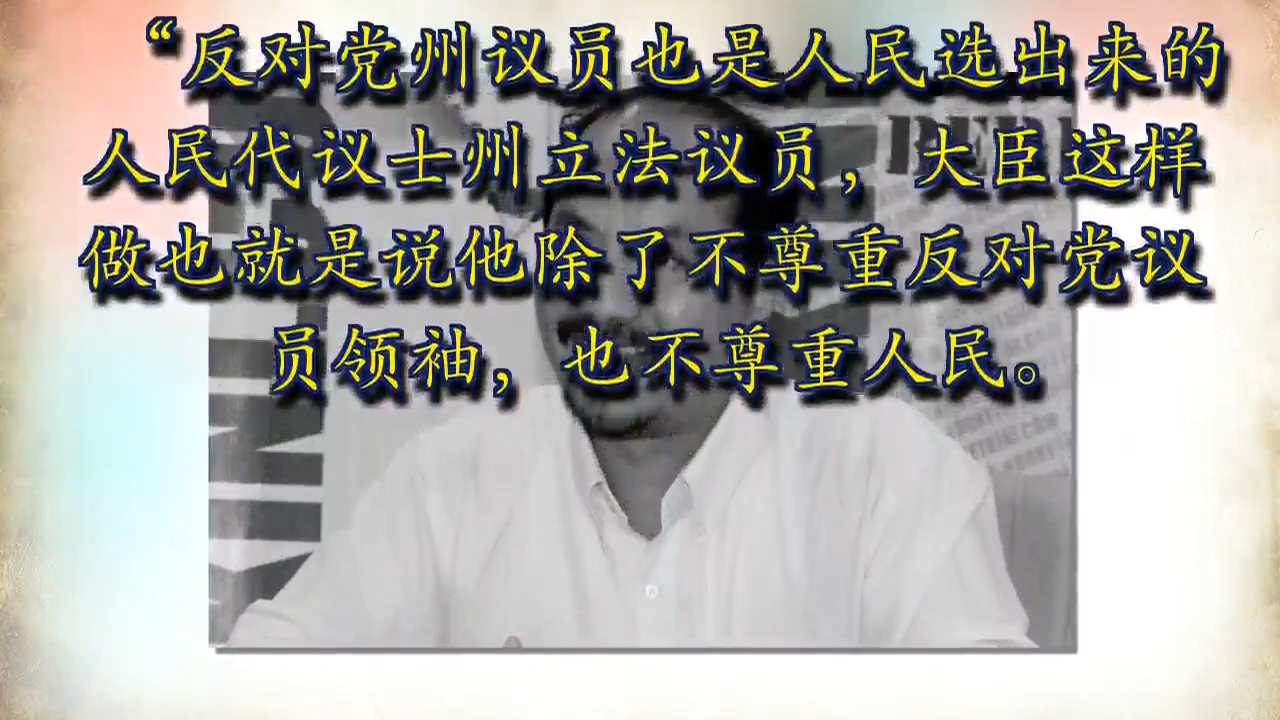 “反对党州议员也是人民选出来的
人民代议士州立法议员，大臣这样
做也就是说他除了不尊重反对党议
员领袖，也不尊重人民。